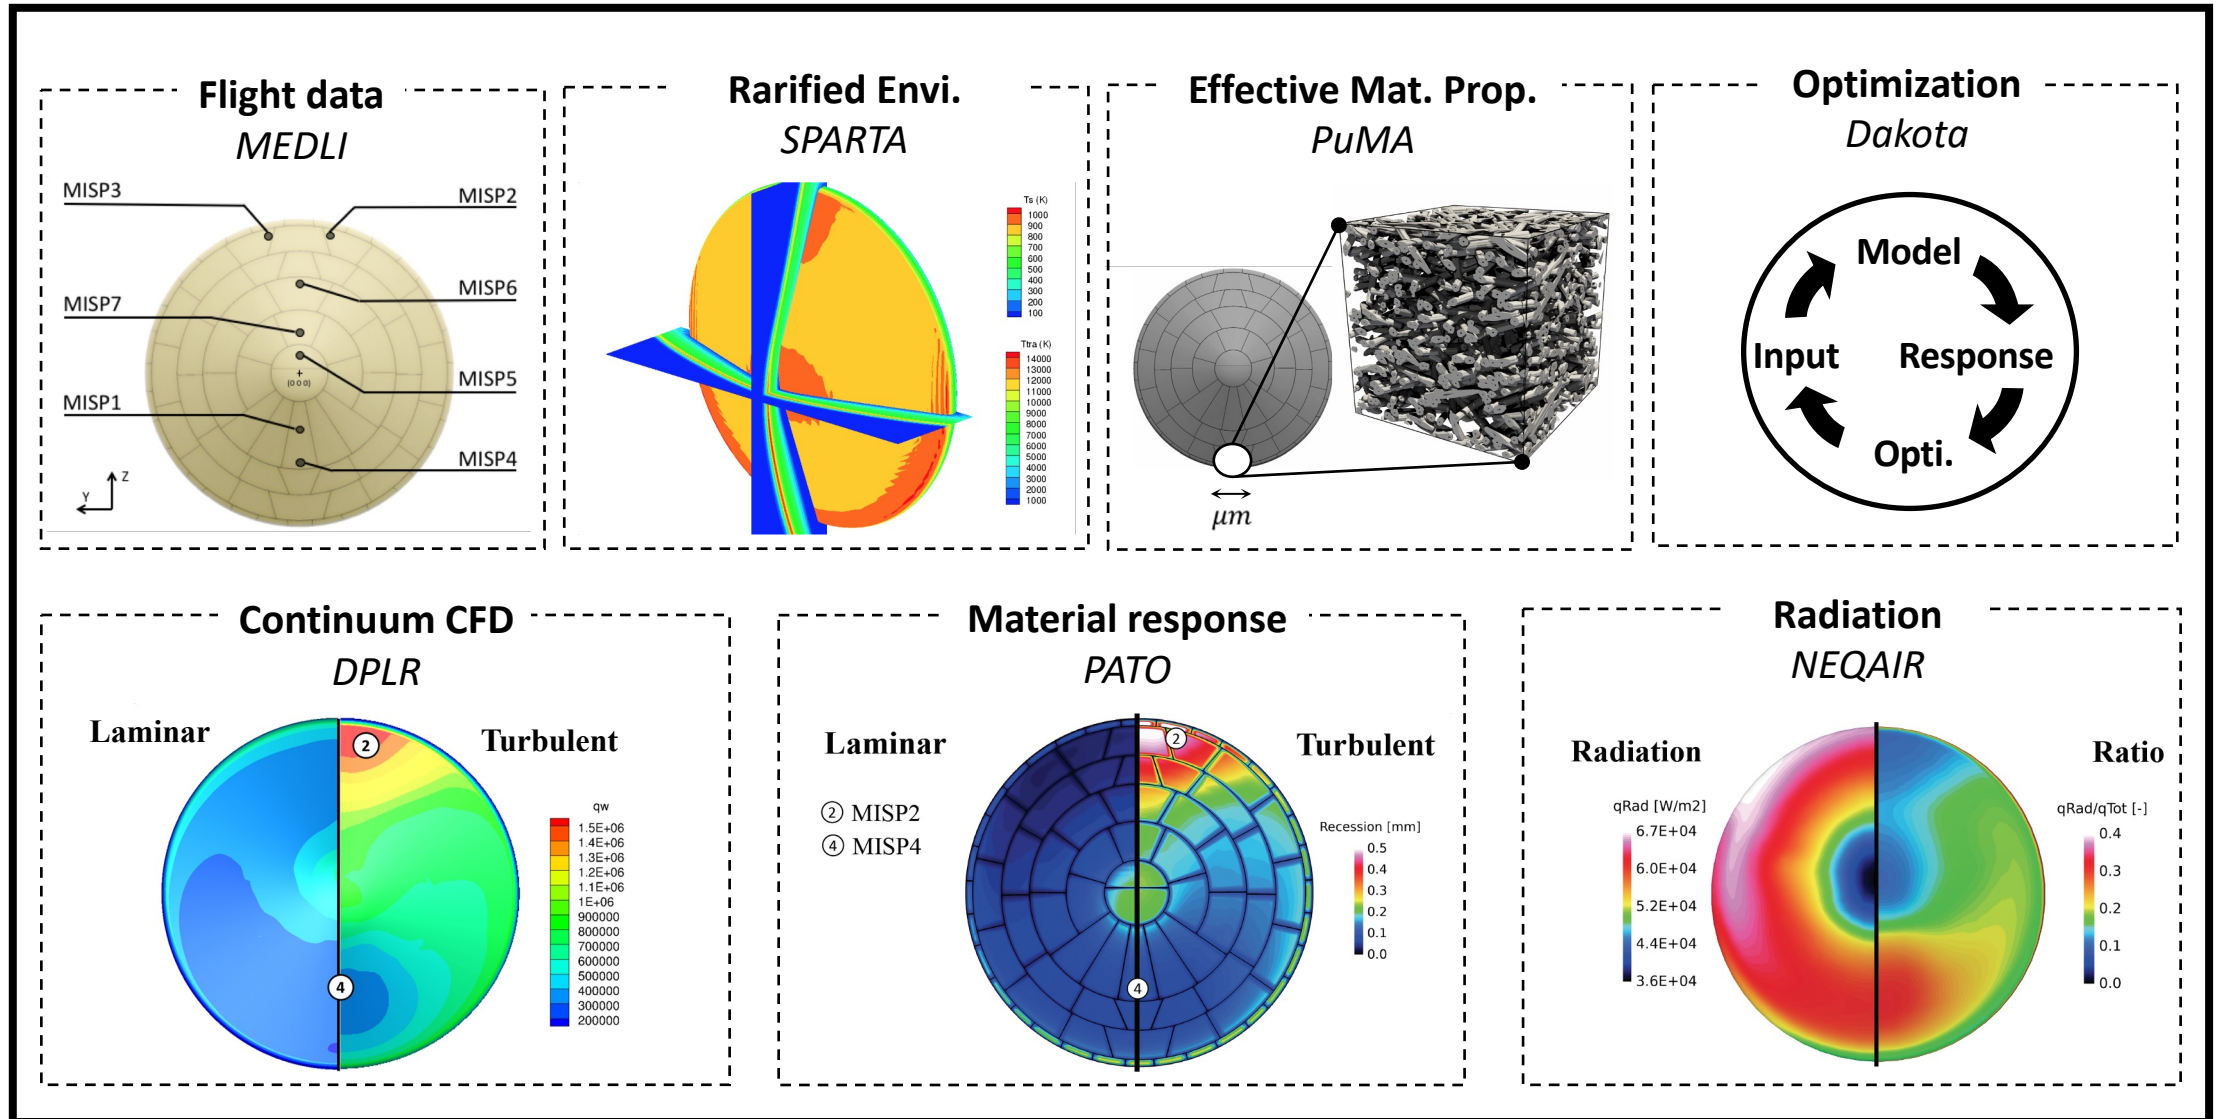 Flight data
MEDLI
MISP3
MISP2
MISP6
MISP7
MISP5
+
(0 0 0)
MISP1
MISP4
Z
Y
Rarified Envi.
SPARTA
Ts (K)
1000
900
800
700
600
500
400
300
200
100
Ttra (K)
14000
13000
12000
11000
10000
9000
8000
7000
6000
5000
4000
3000
2000
1000
Effective Mat. Prop.
PuMA
μm
Optimization
Dakota
Model
Input
Response
Opti.
Continuum CFD
DPLR
Laminar
Turbulent
2
4
qw
1.5E+06
1.4E+06
1.3E+06
1.2E+06
1.1E+06
1E+06
900000
800000
700000
600000
500000
400000
300000
200000
Material response
PATO
Laminar
Turbulent
2 MISP2
4 MISP4
2
4
Recession [mm]
0.5
0.4
0.3
0.2
0.1
0.0
Radiation
NEQAIR
Radiation
Ratio
qRad [W/m2]
6.7E+04
6.0E+04
5.2E+04
4.4E+04
3.6E+04
qRad/qTot [-]
0.4
0.3
0.2
0.1
0.0